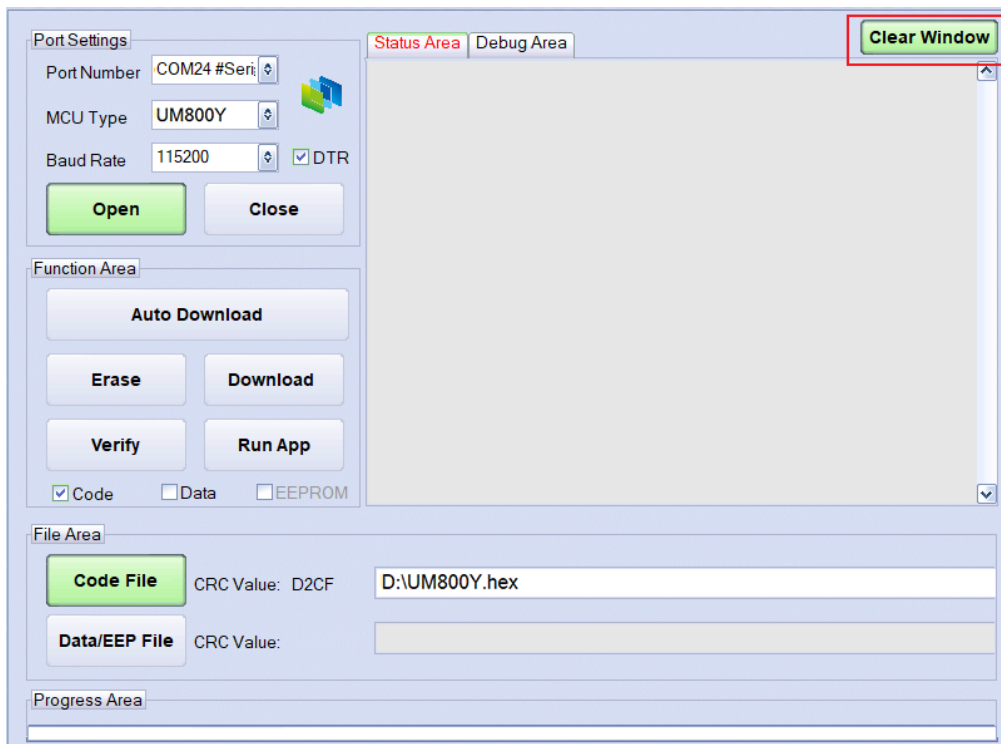 Port Settings
Port Number COM24 #Seri
MCU Type UM800Y
Baud Rate 115200 DTR
Open Close
Function Area
Auto Download
Erase Download
Verify Run App
Code Data EEPROM
Status Area Debug Area
Clear Window
File Area
Code File CRC Value: D2CF D:\UM800Y.hex
Data/EEP File CRC Value:
Progress Area